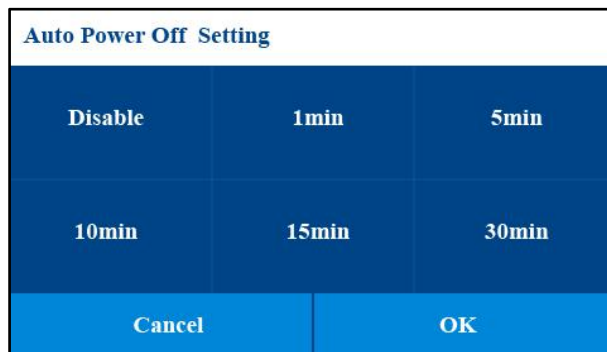 Auto Power Off Setting
Disable 1min 5min
10min 15min 30min
Cancel OK